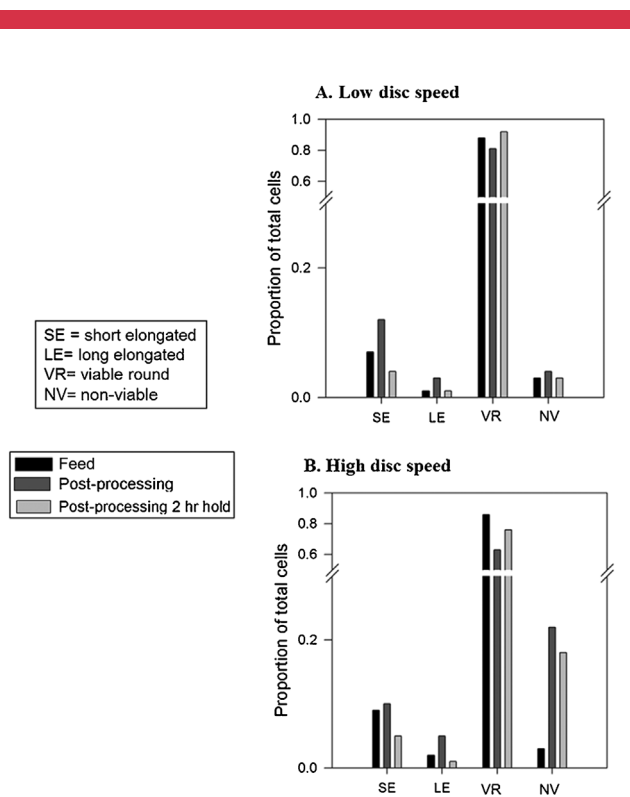 A. Low disc speed
1.0
0.8
0.6
0.2
0.0
Proportion of total cells
SE LE VR NV
SE = short elongated
LE= long elongated
VR= viable round
NV= non-viable
Feed
Post-processing
Post-processing 2 hr hold
B. High disc speed
1.0
0.8
0.6
0.2
0.0
Proportion of total cells
SE LE VR NV